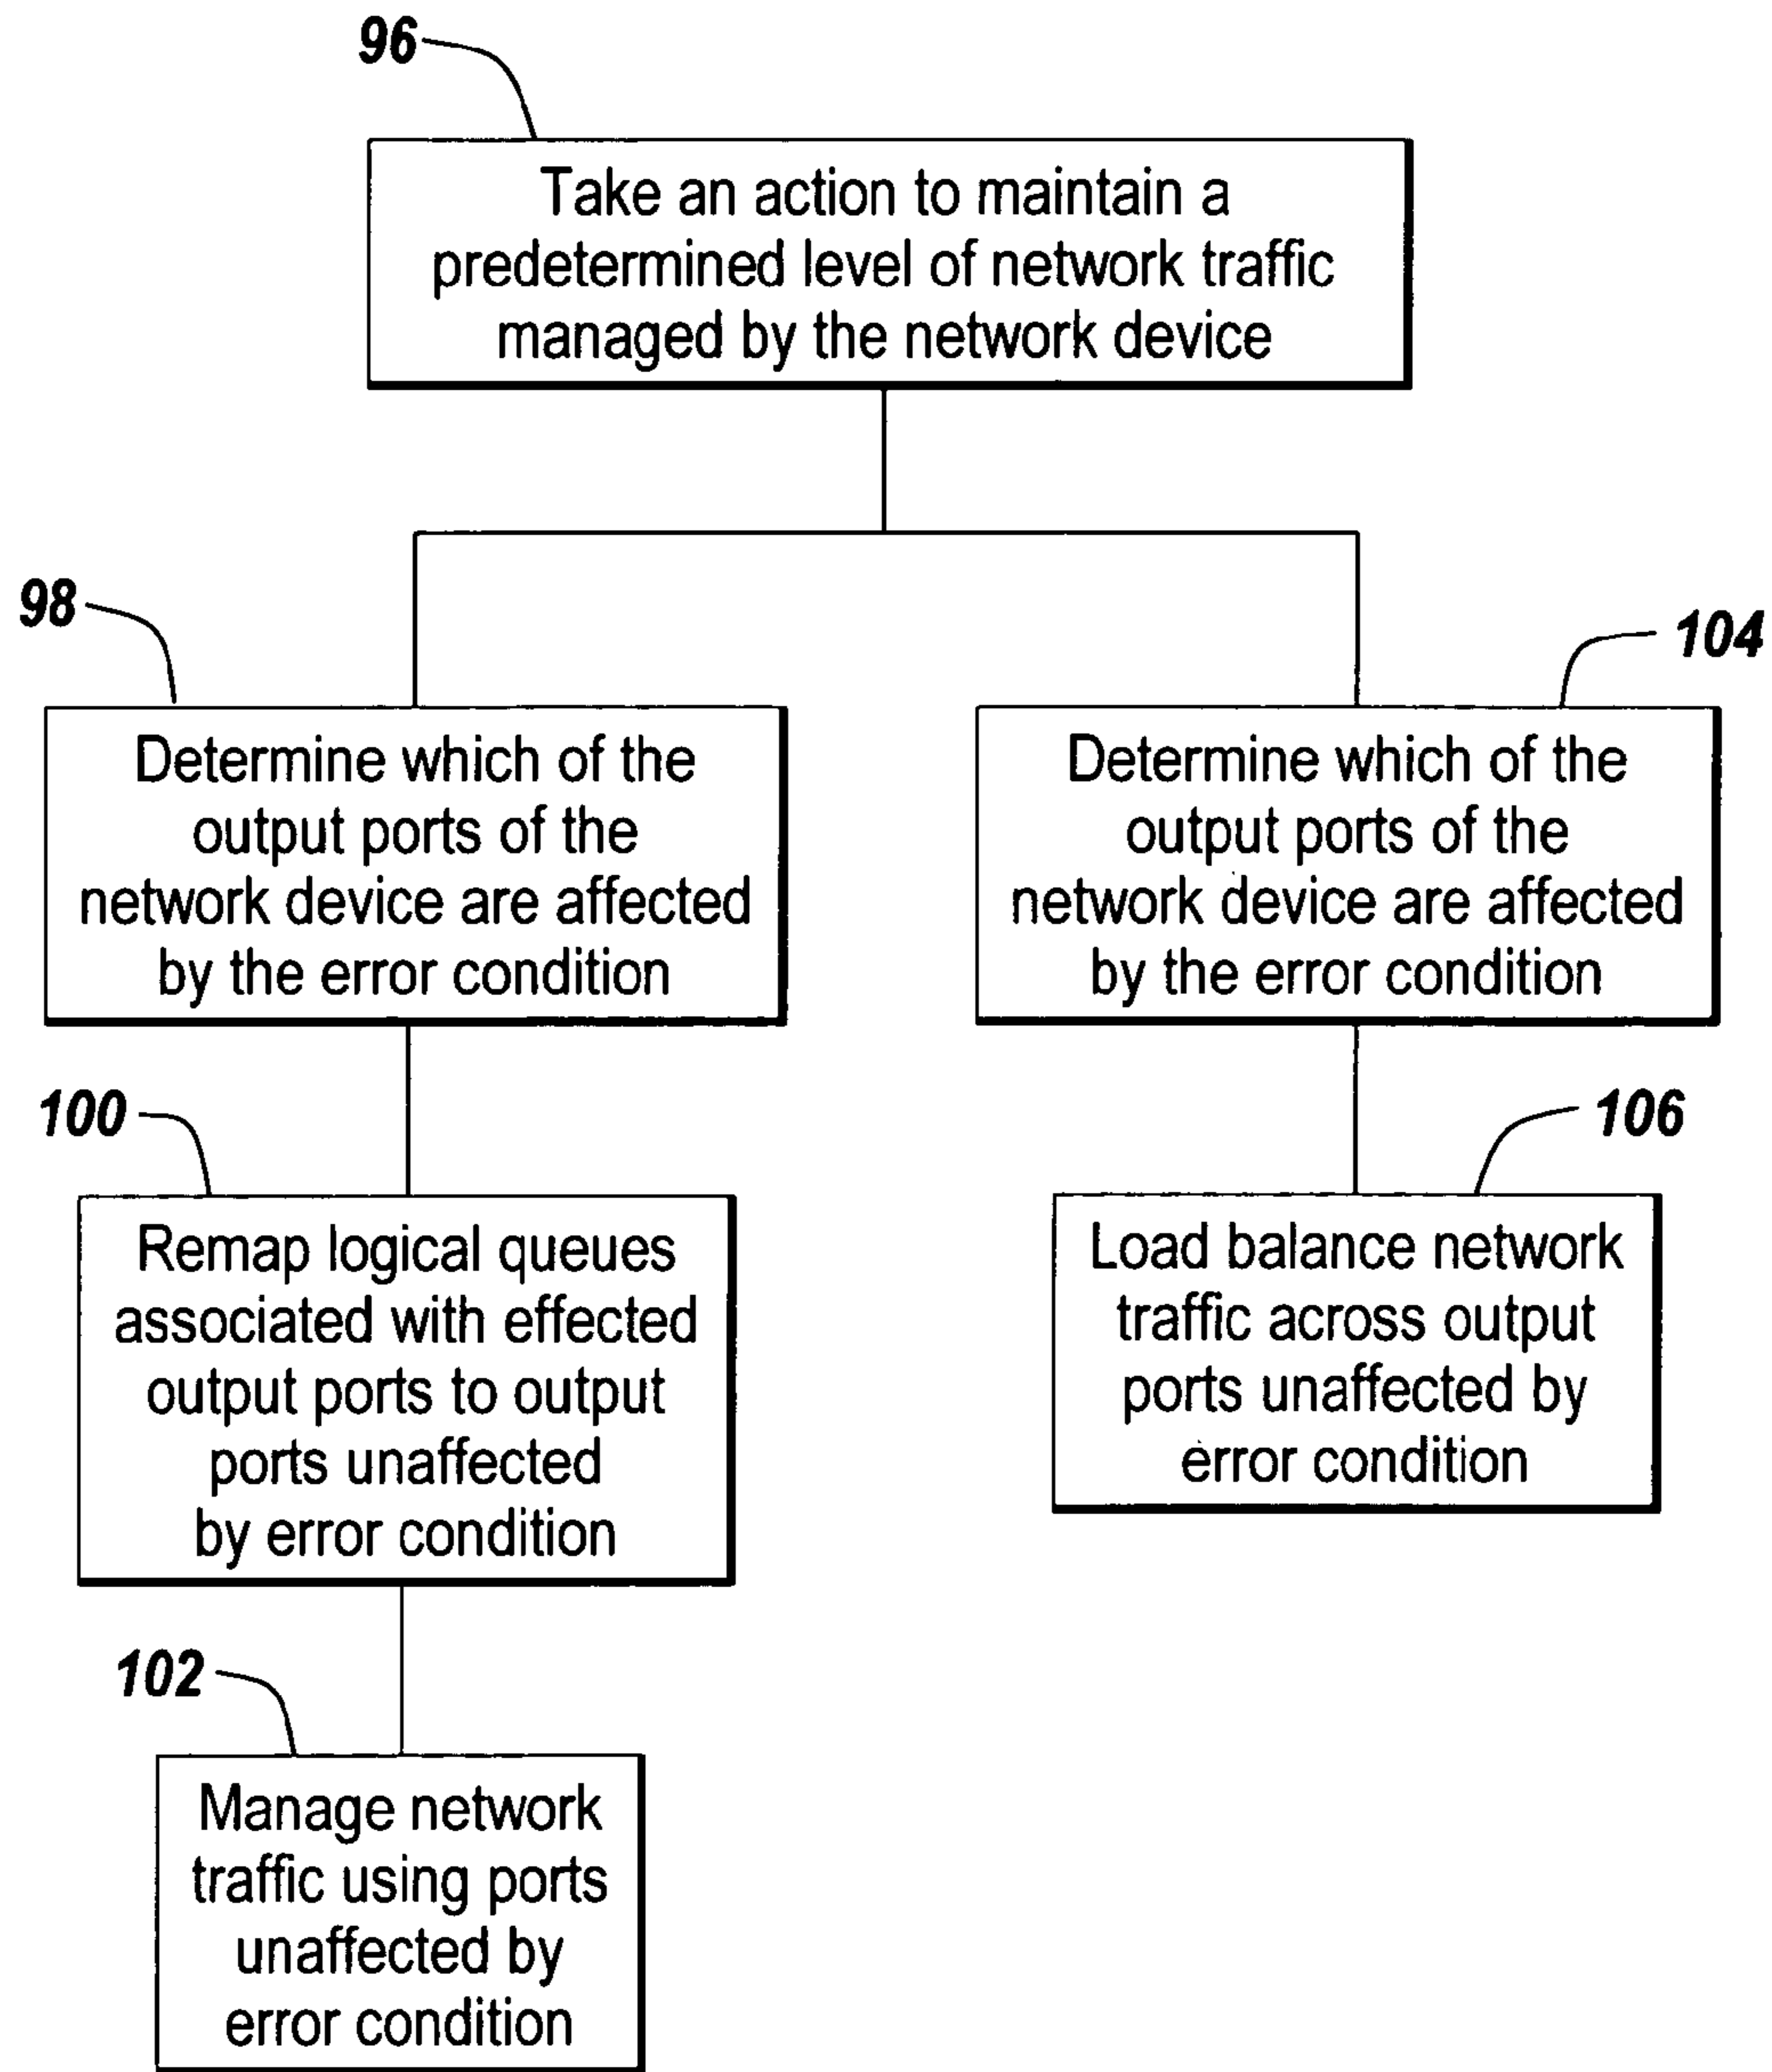 96
Take an action to maintain a
predetermined level of network traffic
managed by the network device
98
Determine which of the
output ports of the
network device are affected
by the error condition
104
Determine which of the
output ports of the
network device are affected
by the error condition
100
Remap logical queues
associated with effected
output ports to output
ports unaffected
by error condition
106
Load balance network
traffic across output
ports unaffected by
error condition
102
Manage network
traffic using ports
unaffected by
error condition